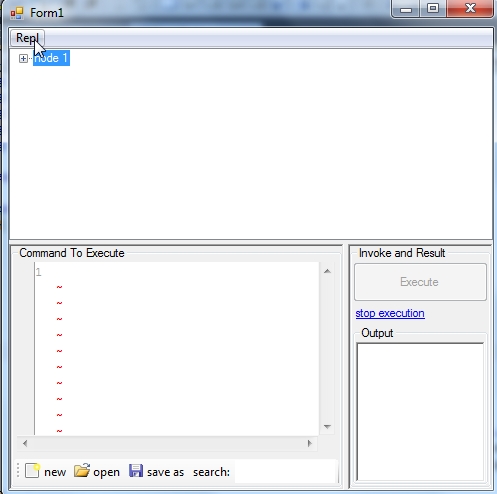 Form1
Repl
node 1
Command To Execute
1
~
~
~
~
~
~
~
~
~
~
Invoke and Result
Execute
stop execution
Output
new open save as search: